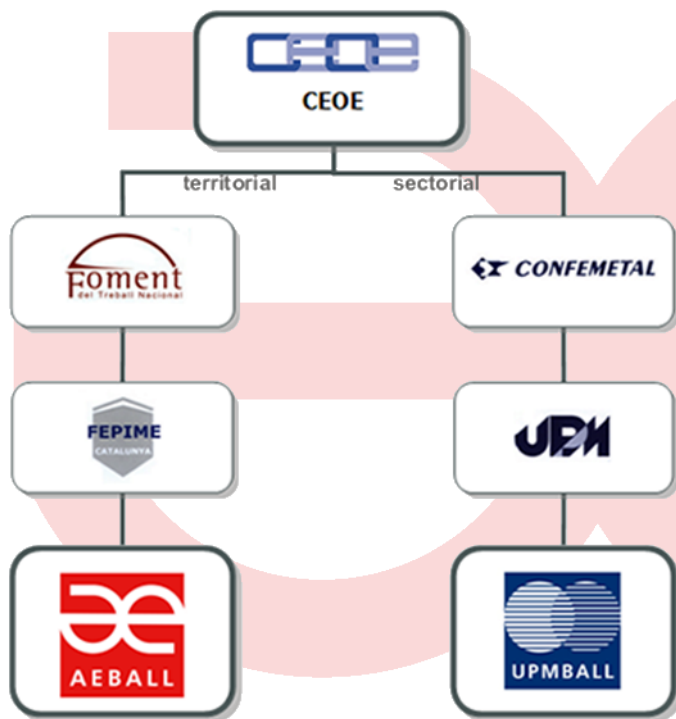 ceoe
CEOE
territorial
sectorial
Foment
del Treball Nacional
CONFEMETAL
FEPIME
CATALUNYA
UPM
AEBALL
UPMBALL